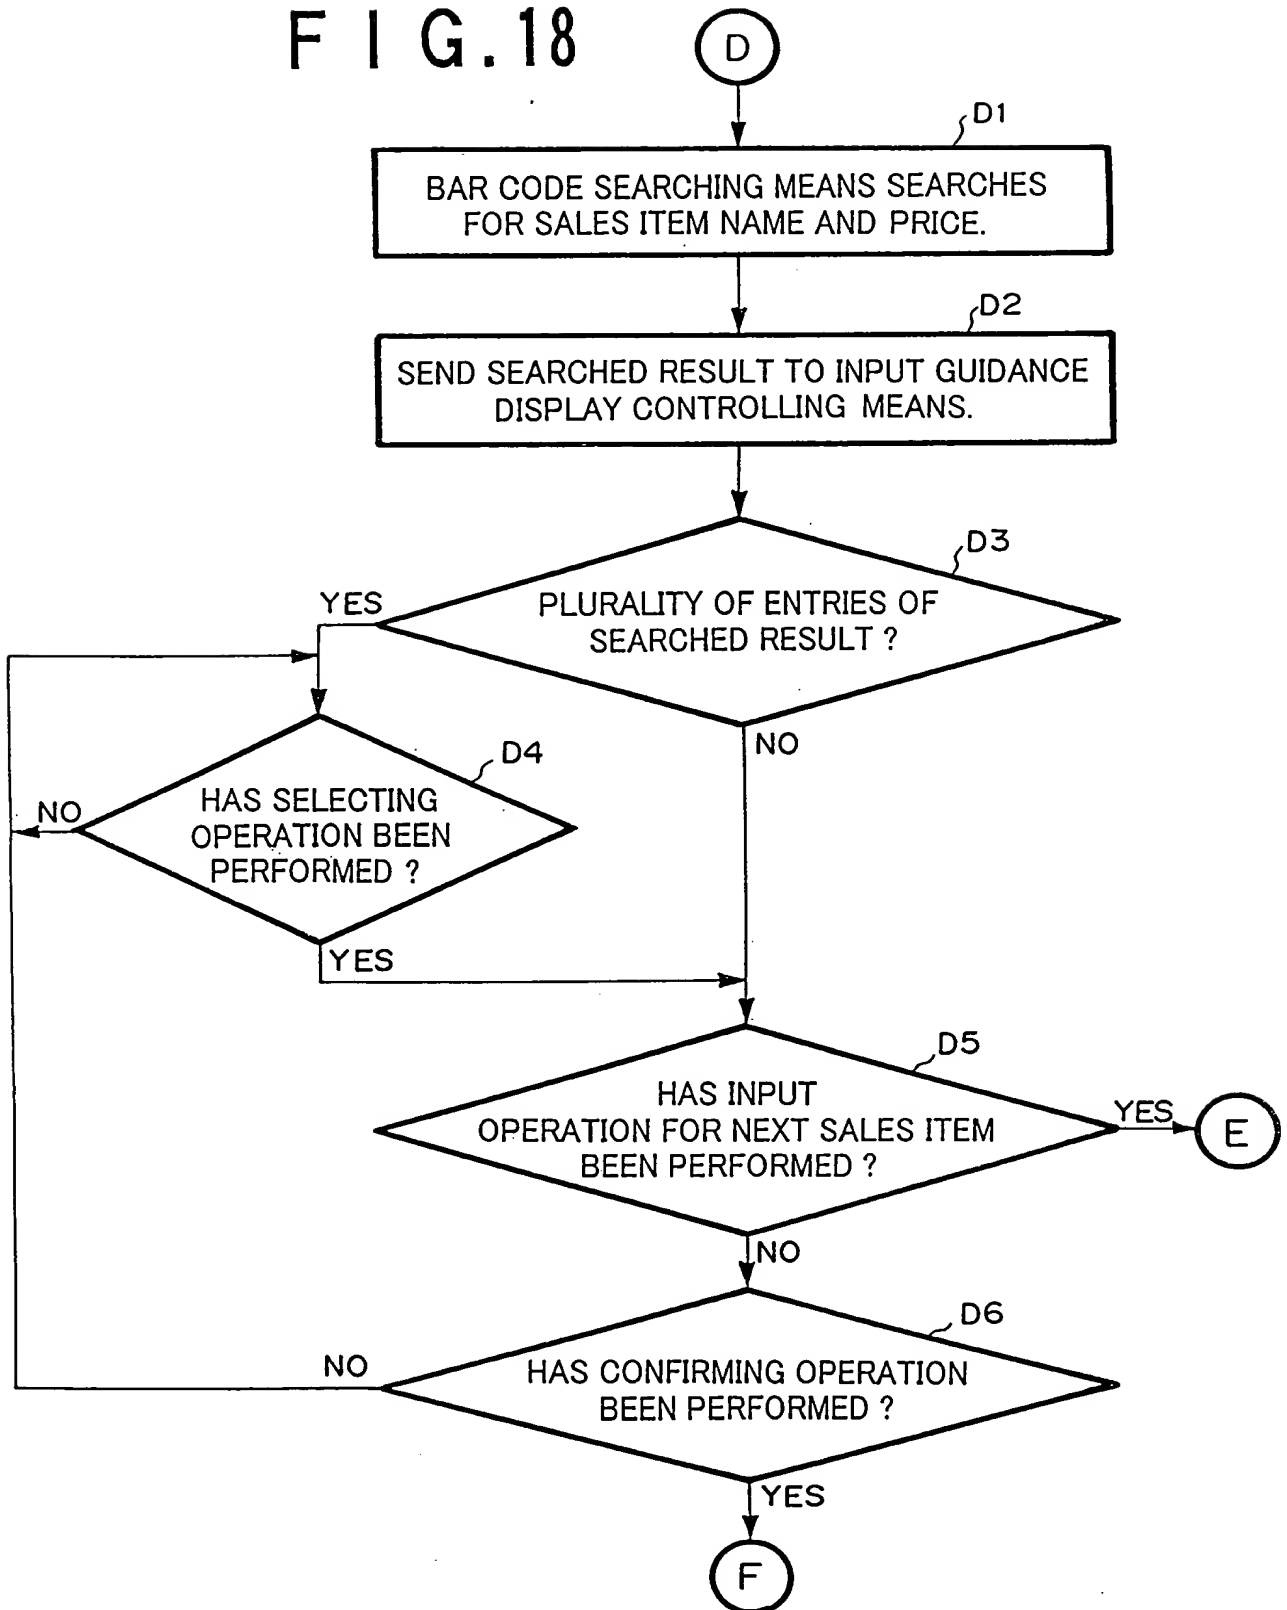 FIG.18
D
D1
BAR CODE SEARCHING MEANS SEARCHES
FOR SALES ITEM NAME AND PRICE.
D2
SEND SEARCHED RESULT TO INPUT GUIDANCE
DISPLAY CONTROLLING MEANS.
D3
YES
PLURALITY OF ENTRIES OF
SEARCHED RESULT ?
NO
D4
NO
HAS SELECTING
OPERATION BEEN
PERFORMED ?
YES
D5
HAS INPUT
OPERATION FOR NEXT SALES ITEM
BEEN PERFORMED ?
YES
E
NO
D6
NO
HAS CONFIRMING OPERATION
BEEN PERFORMED ?
YES
F